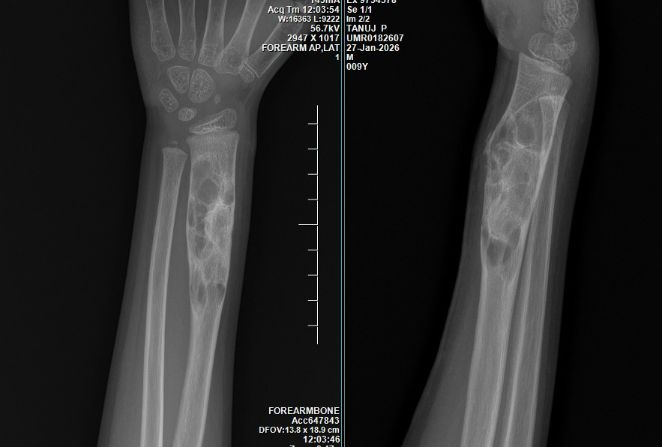 Acq Tm 12:03:54
W:16363 L:9222
56.7kV
2947 X 1017
FOREARM AP,LAT
1
Se 1/1
Im 2/2
TANUJ P
UMR0182607
27-Jan-2026
M
009Y
FOREARMBONE
Acc647843
DFOV:13.8 x 18.9 cm
12:03:46